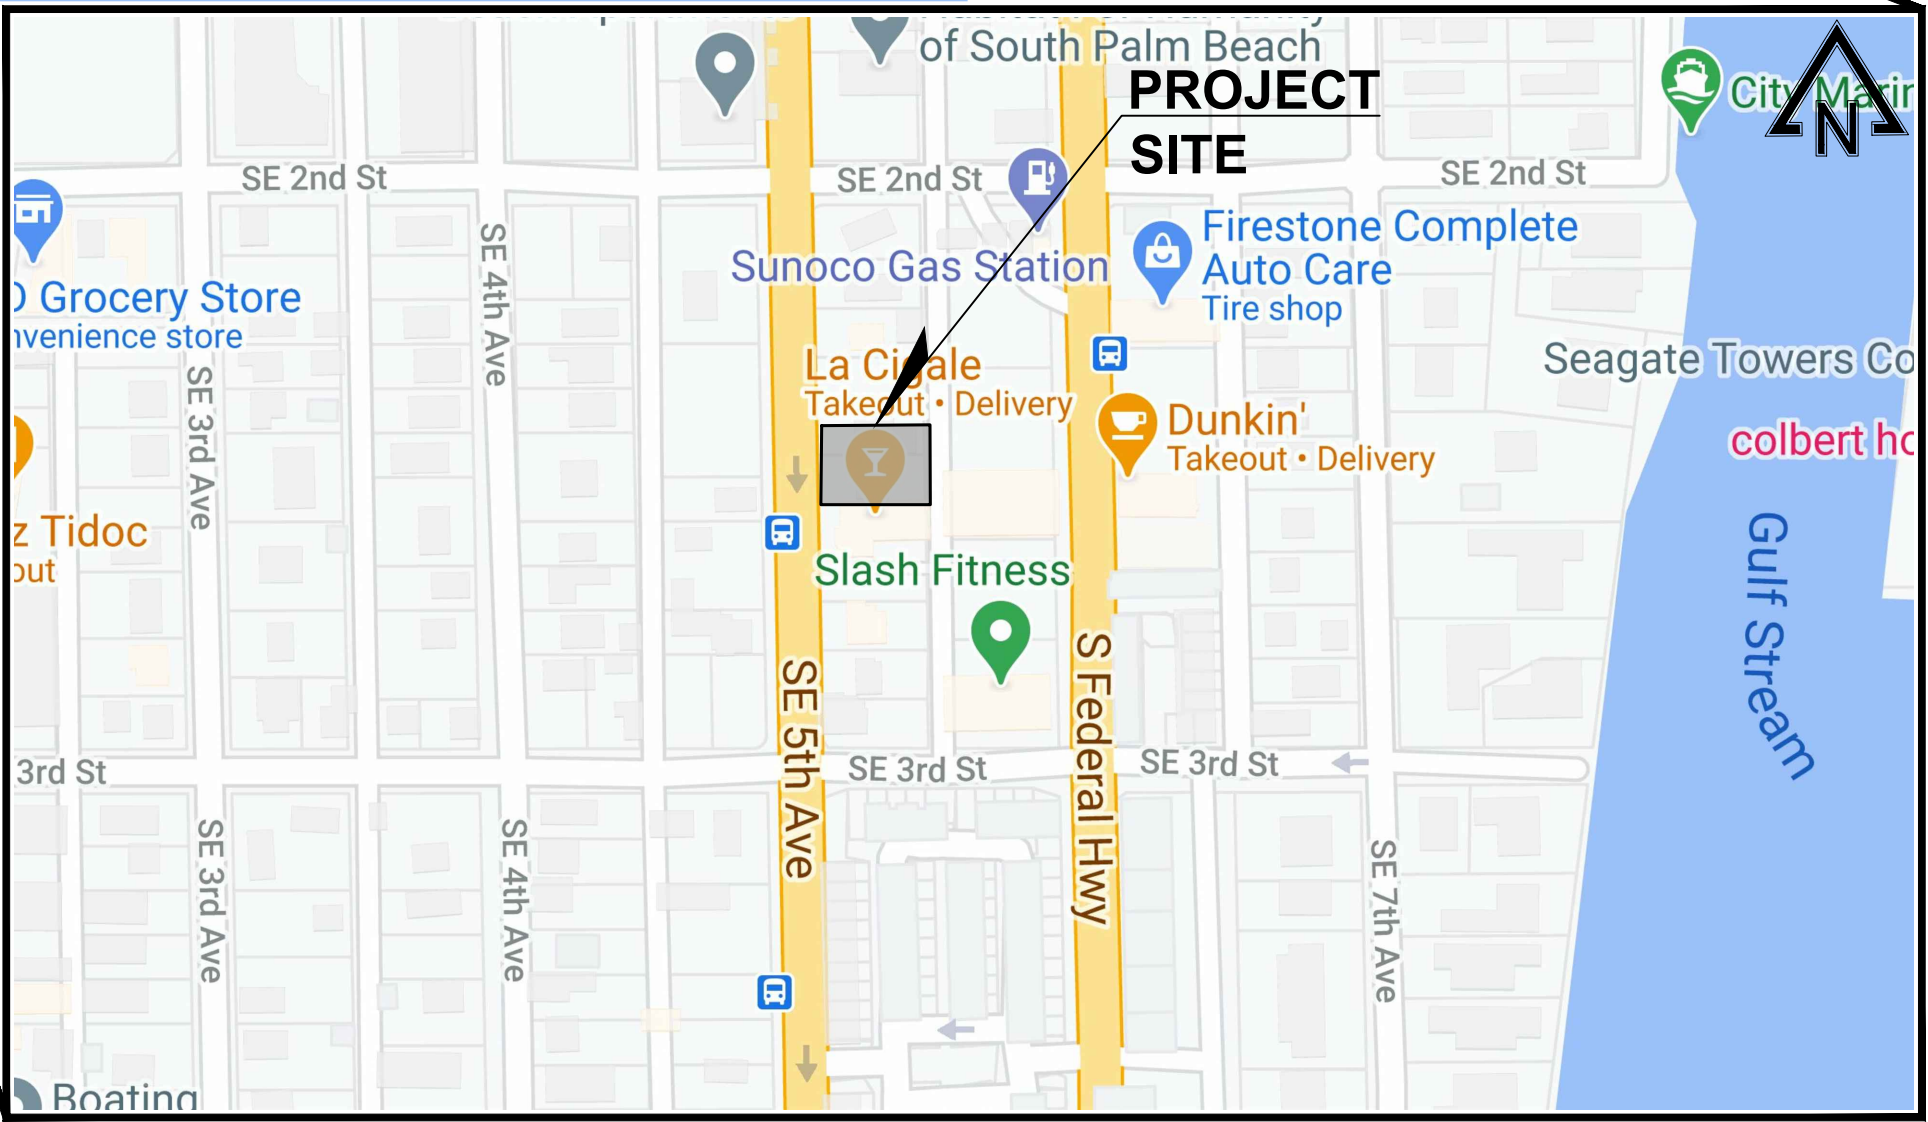 of South Palm Beach
PROJECT
SITE
City Marin
N
SE 2nd St
SE 2nd St
SE 2nd St
Sunoco Gas Station
Firestone Complete
Auto Care
Tire shop
Grocery Store
nvenience store
SE 4th Ave
SE 3rd Ave
La Cigale
Takeout • Delivery
Seagate Towers Co
Dunkin'
Takeout • Delivery
colbert ho
z Tidoc
out
Slash Fitness
Gulf Stream
SE 5th Ave
S Federal Hwy
3rd St
SE 3rd St
SE 3rd St
SE 3rd Ave
SE 4th Ave
SE 7th Ave
Boating